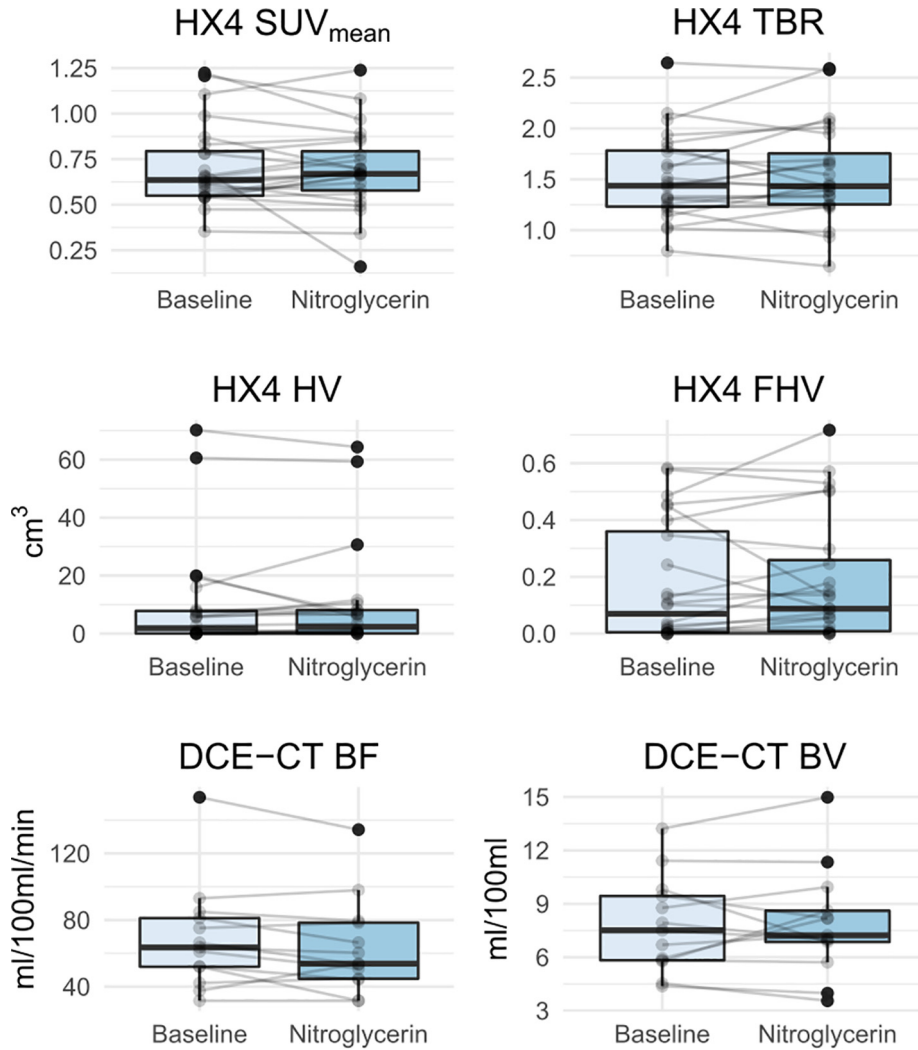 HX4 SUVmean
1.25
1.00
0.75
0.50
0.25
Baseline
Nitroglycerin
HX4 TBR
2.5
2.0
1.5
1.0
Baseline
Nitroglycerin
HX4 HV
cm³
60
40
20
0
Baseline
Nitroglycerin
HX4 FHV
0.6
0.4
0.2
0.0
Baseline
Nitroglycerin
DCE−CT BF
ml/100ml/min
120
80
40
Baseline
Nitroglycerin
DCE−CT BV
ml/100ml
15
12
9
6
3
Baseline
Nitroglycerin